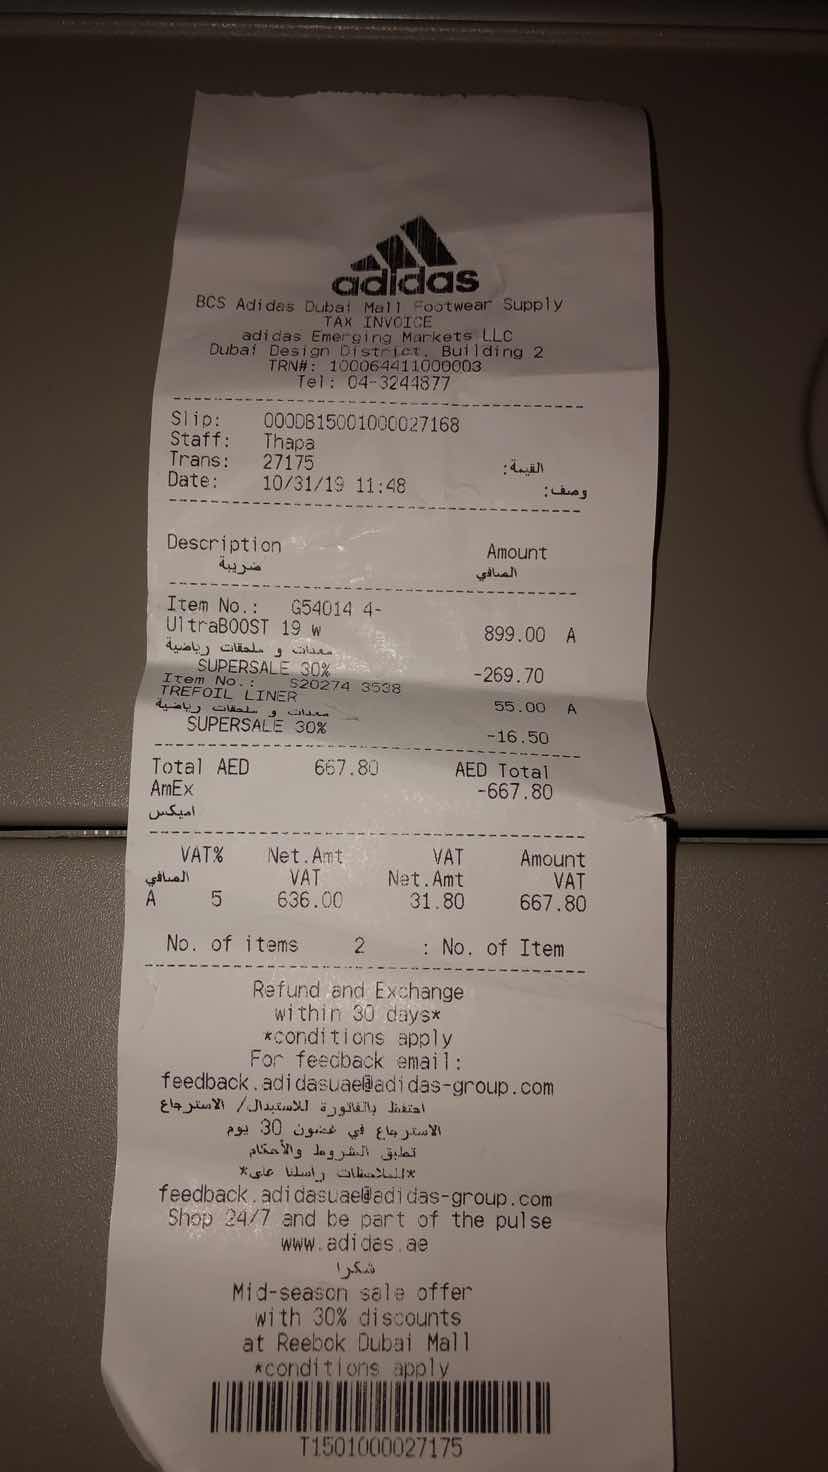 adidas
BCS Adidas Dubai Mall Footwear Supply
TAX INVOICE
adidas Emerging Markets LLC
Dubai Design District, Building 2
TRN#: 100064411000003
Tel: 04-3244877
Slip: 000DB15001000027168
Staff: Thapa
Trans: 27175 القيمة:
Date: 10/31/19 11:48 وصف:
Description Amount
ضريبة الصافي
Item No.: G54014 4-
UltraBOOST 19 w 899.00 A
معدات و ملحقات رياضية
SUPERSALE 30% -269.70
Item No.: S20274 3538
TREFOIL LINER 55.00 A
معدات و ملحقات رياضية
SUPERSALE 30% -16.50
Total AED 667.80 AED Total
AmEx -667.80
اميكس
VAT% Net.Amt VAT Amount
الصافي VAT Net.Amt VAT
A 5 636.00 31.80 667.80
No. of items 2 : No. of Item
Refund and Exchange
within 30 days*
*conditions apply
For feedback email:
feedback.adidasuae@adidas-group.com
احتفظ بالفاتورة للاستبدال/ الاسترجاع
الاسترجاع في غضون 30 يوم
تطبق الشروط والأحكام
*للملاحظات راسلنا على*
feedback.adidasuae@adidas-group.com
Shop 24/7 and be part of the pulse
www.adidas.ae
شكرا
Mid-season sale offer
with 30% discounts
at Reebok Dubai Mall
*conditions apply
T1501000027175